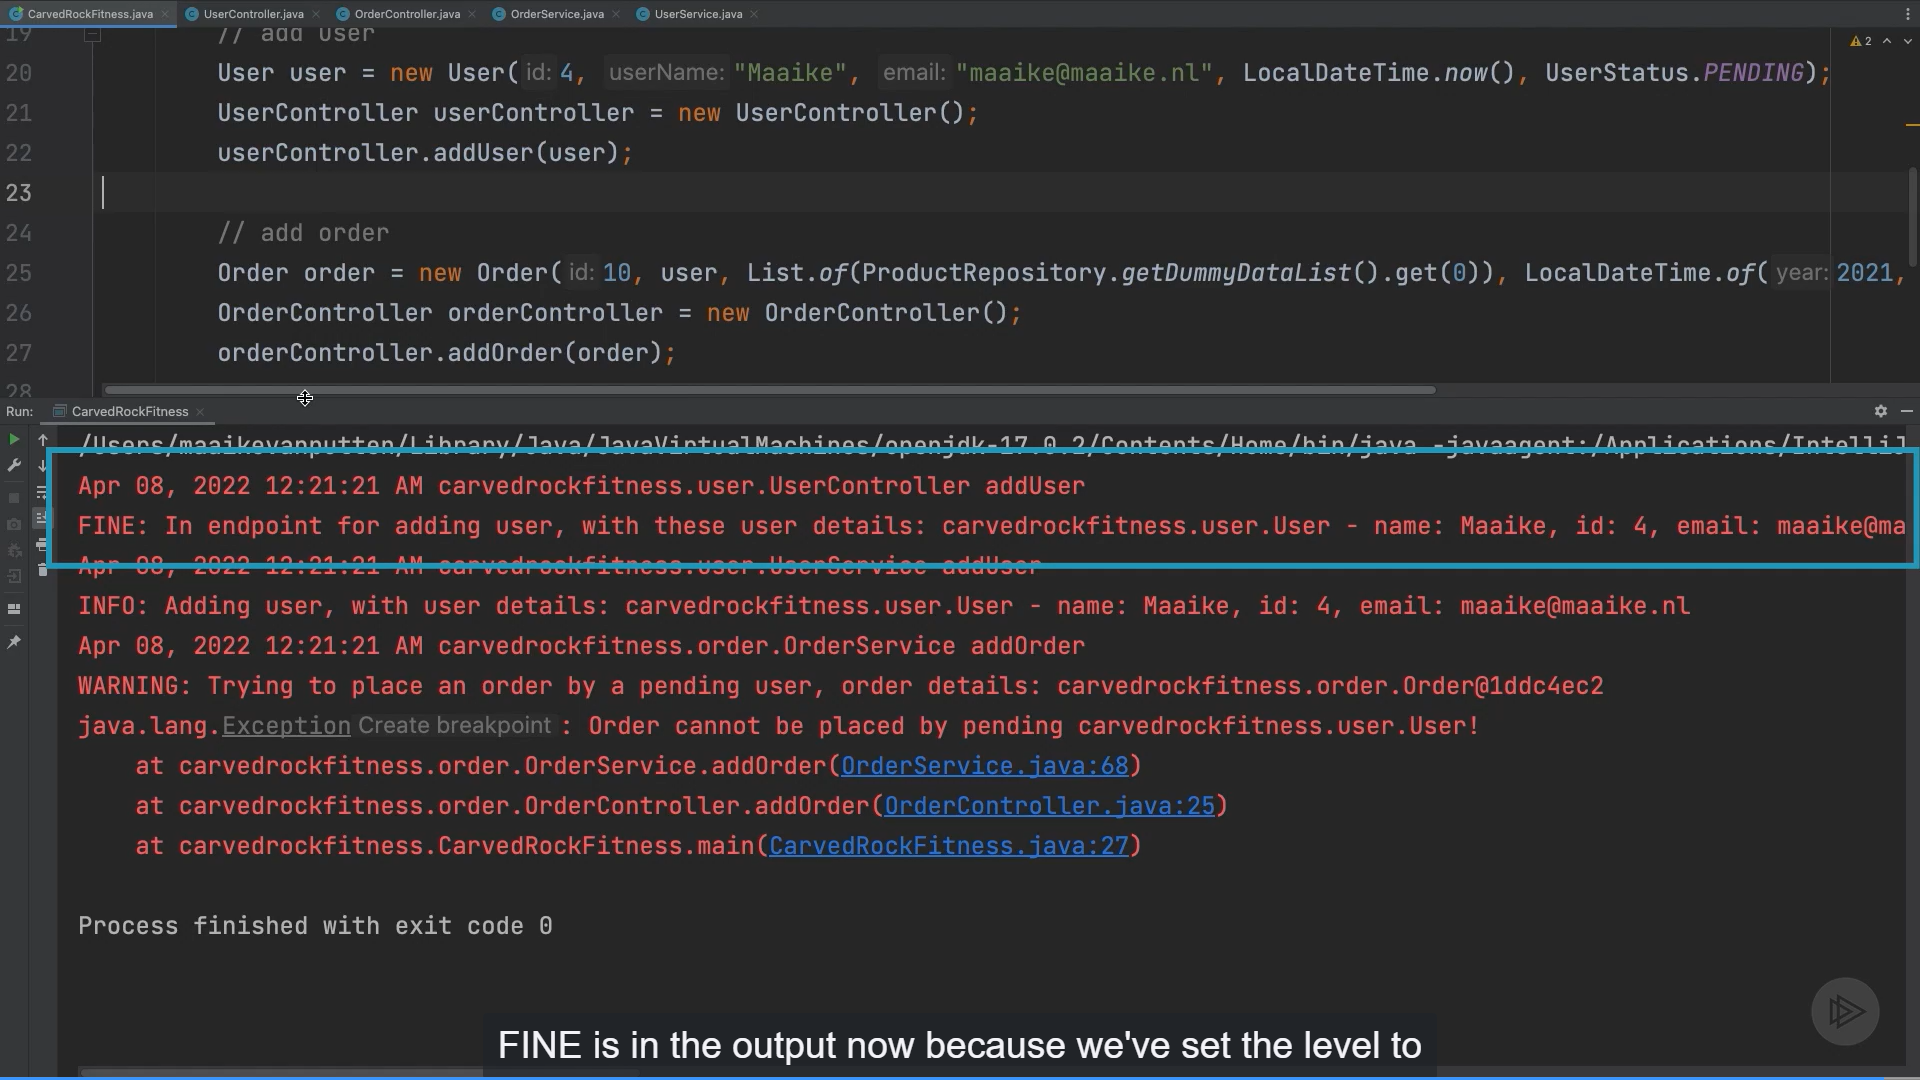 CarvedRockFitness.java UserController.java OrderController.java OrderService.java UserService.java
19 // add user 2
20 User user = new User( id: 4, userName: "Maaike", email: "maaike@maaike.nl", LocalDateTime.now(), UserStatus.PENDING);
21 UserController userController = new UserController();
22 userController.addUser(user);
23
24 // add order
25 Order order = new Order( id: 10, user, List.of(ProductRepository.getDummyDataList().get(0)), LocalDateTime.of( year: 2021,
26 OrderController orderController = new OrderController();
27 orderController.addOrder(order);
28
Run: CarvedRockFitness
/Users/maaikevanputten/Library/Java/JavaVirtualMachines/openjdk-17.0.2/Contents/Home/bin/java -javaagent:/Applications/IntelliJ
Apr 08, 2022 12:21:21 AM carvedrockfitness.user.UserController addUser
FINE: In endpoint for adding user, with these user details: carvedrockfitness.user.User - name: Maaike, id: 4, email: maaike@ma
Apr 08, 2022 12:21:21 AM carvedrockfitness.user.UserService addUser
INFO: Adding user, with user details: carvedrockfitness.user.User - name: Maaike, id: 4, email: maaike@maaike.nl
Apr 08, 2022 12:21:21 AM carvedrockfitness.order.OrderService addOrder
WARNING: Trying to place an order by a pending user, order details: carvedrockfitness.order.Order@1ddc4ec2
java.lang.Exception Create breakpoint : Order cannot be placed by pending carvedrockfitness.user.User!
at carvedrockfitness.order.OrderService.addOrder(OrderService.java:68)
at carvedrockfitness.order.OrderController.addOrder(OrderController.java:25)
at carvedrockfitness.CarvedRockFitness.main(CarvedRockFitness.java:27)
Process finished with exit code 0
FINE is in the output now because we've set the level to